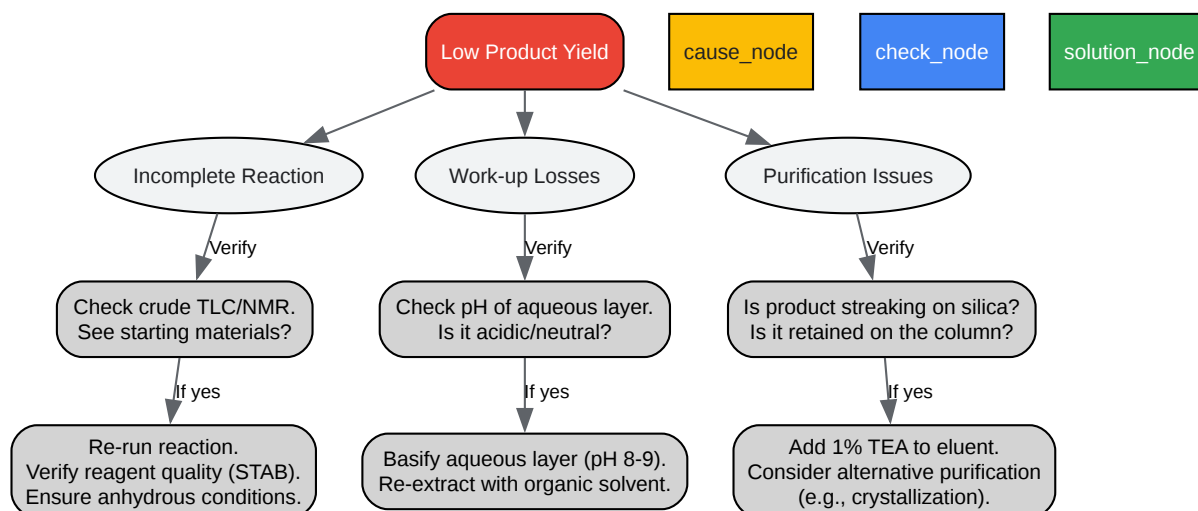 Low Product Yield
cause_node
check_node
solution_node
Incomplete Reaction
Work-up Losses
Purification Issues
Verify
Verify
Verify
Check crude TLC/NMR.
See starting materials?
Check pH of aqueous layer.
Is it acidic/neutral?
Is product streaking on silica?
Is it retained on the column?
If yes
If yes
If yes
Re-run reaction.
Verify reagent quality (STAB).
Ensure anhydrous conditions.
Basify aqueous layer (pH 8-9).
Re-extract with organic solvent.
Add 1% TEA to eluent.
Consider alternative purification
(e.g., crystallization).